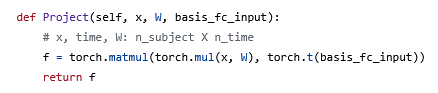 def Project(self, x, W, basis_fc_input):
# x, time, W: n_subject X n_time
f = torch.matmul(torch.mul(x, W), torch.t(basis_fc_input))
return f